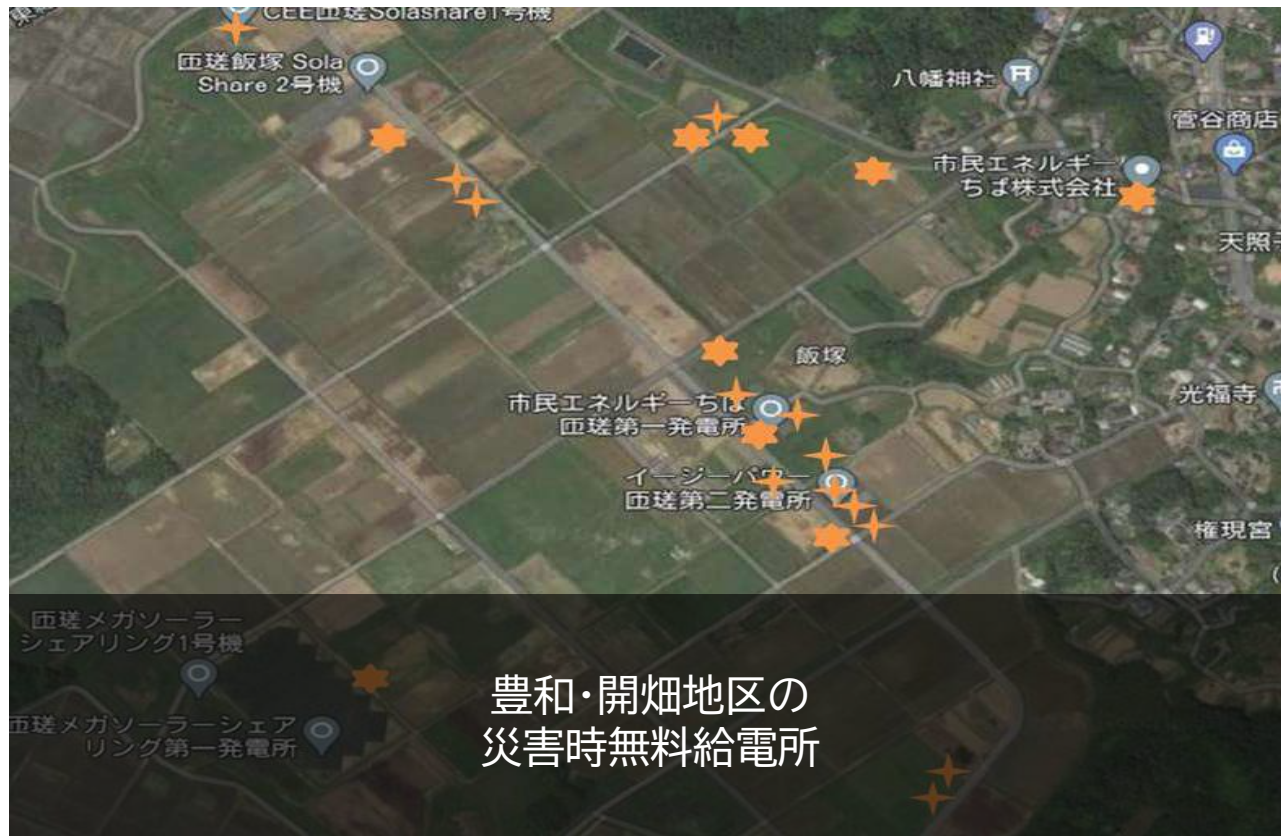 CEE匝瑳Solashare1号機
匝瑳飯塚 Sola
Share 2号機
八幡神社
菅谷商店
市民エネルギー
ちば株式会社
天照
飯塚
市民エネルギーちば
匝瑳第一発電所
光福寺
イージーパワー
匝瑳第二発電所
権現宮
匝瑳メガソーラー
シェアリング1号機
匝瑳メガソーラーシェア
リング第一発電所
豊和・開畑地区の
災害時無料給電所